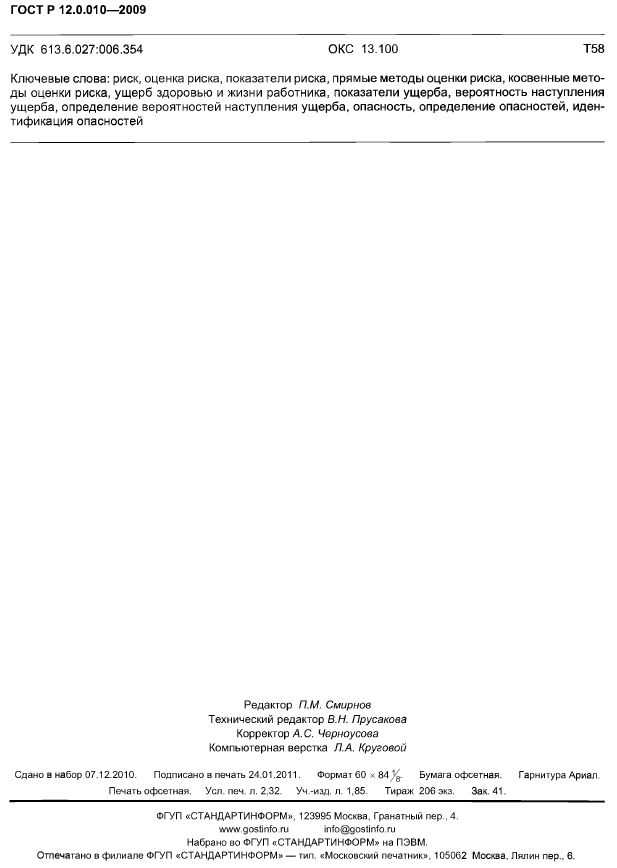 ГОСТ Р 12.0.010—2009
УДК 613.6.027:006.354 ОКС 13.100 Т58
Ключевые слова: риск, оценка риска, показатели риска, прямые методы оценки риска, косвенные мето-
ды оценки риска, ущерб здоровью и жизни работника, показатели ущерба, вероятность наступления
ущерба, определение вероятностей наступления ущерба, опасность, определение опасностей, иден-
тификация опасностей
Редактор П.М. Смирнов
Технический редактор В.Н. Прусакова
Корректор А.С. Черноусова
Компьютерная верстка Л.А. Круговой
Сдано в набор 07.12.2010. Подписано в печать 24.01.2011. Формат 60 × 84 1/8. Бумага офсетная. Гарнитура Ариал.
Печать офсетная. Усл. печ. л. 2,32. Уч.-изд. л. 1,85. Тираж 206 экз. Зак. 41.
ФГУП «СТАНДАРТИНФОРМ», 123995 Москва, Гранатный пер., 4.
www.gostinfo.ru info@gostinfo.ru
Набрано во ФГУП «СТАНДАРТИНФОРМ» на ПЭВМ.
Отпечатано в филиале ФГУП «СТАНДАРТИНФОРМ» — тип. «Московский печатник», 105062 Москва, Лялин пер., 6.